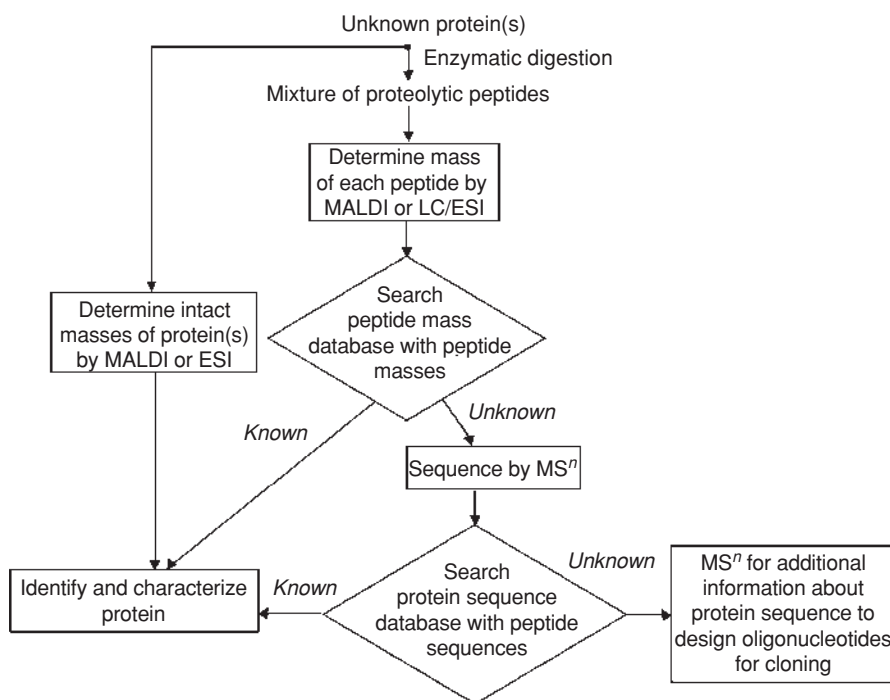 Unknown protein(s)
Enzymatic digestion
Mixture of proteolytic peptides
Determine mass
of each peptide by
MALDI or LC/ESI
Search
peptide mass
database with peptide
masses
Determine intact
masses of protein(s)
by MALDI or ESI
Known
Unknown
Sequence by MSⁿ
Search
protein sequence
database with peptide
sequences
Known
Unknown
Identify and characterize
protein
MSⁿ for additional
information about
protein sequence to
design oligonucleotides
for cloning